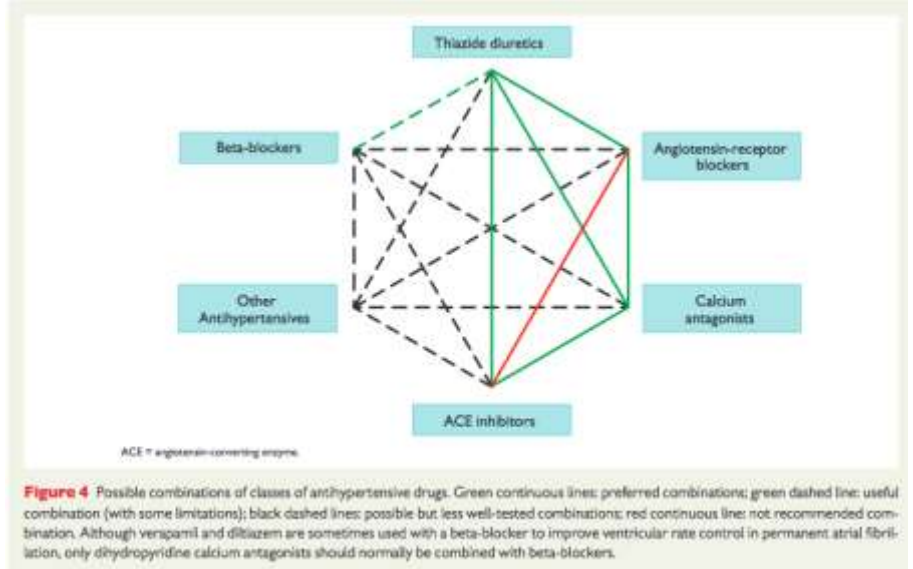 Thiazide diuretics
Beta-blockers
Angiotensin-receptor
blockers
Other
Antihypertensives
Calcium
antagonists
ACE inhibitors
ACE = angiotensin-converting enzyme.
Figure 4 Possible combinations of classes of antihypertensive drugs. Green continuous lines: preferred combinations; green dashed line: useful
combination (with some limitations); black dashed lines: possible but less well-tested combinations; red continuous line: not recommended com-
bination. Although verapamil and diltiazem are sometimes used with a beta-blocker to improve ventricular rate control in permanent atrial fibril-
lation, only dihydropyridine calcium antagonists should normally be combined with beta-blockers.